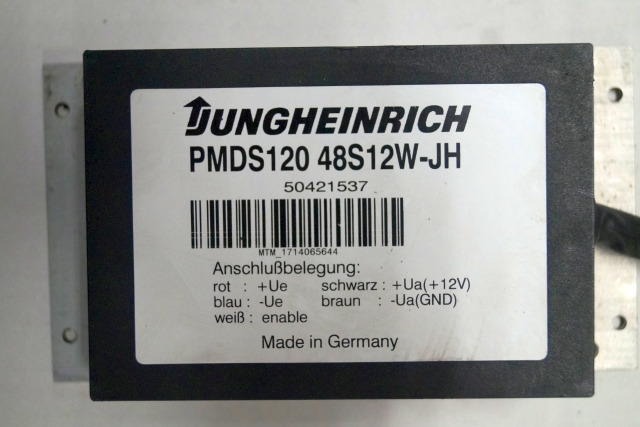 JUNGHEINRICH
PMDS120 48S12W-JH
50421537
MTM_1714065644
Anschlußbelegung:
rot : +Ue schwarz : +Ua(+12V)
blau : -Ue braun : -Ua(GND)
weiß : enable
Made in Germany